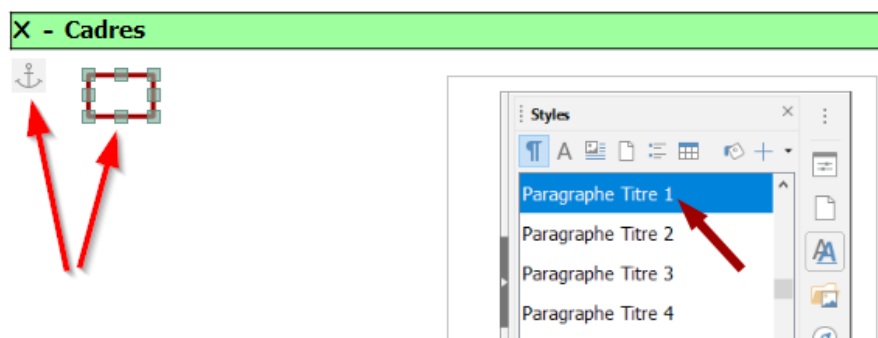 X - Cadres
Styles
Paragraphe Titre 1
Paragraphe Titre 2
Paragraphe Titre 3
Paragraphe Titre 4